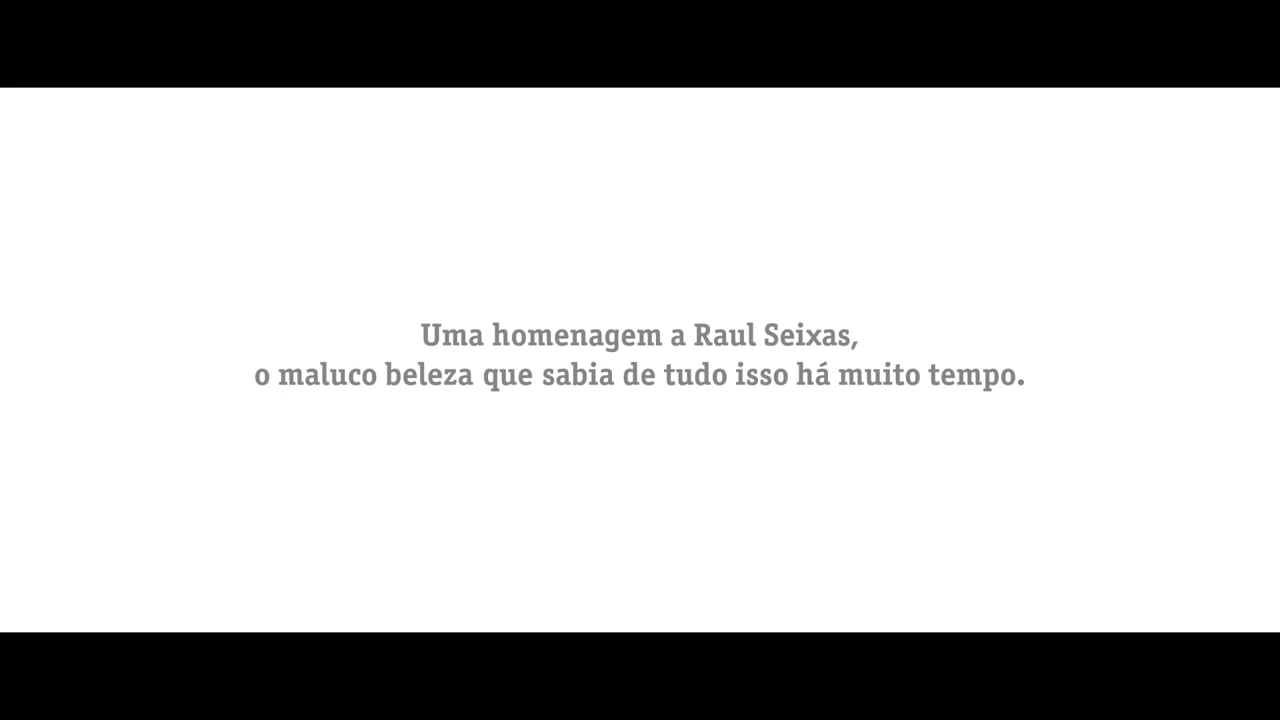 Uma homenagem a Raul Seixas,
o maluco beleza que sabia de tudo isso há muito tempo.